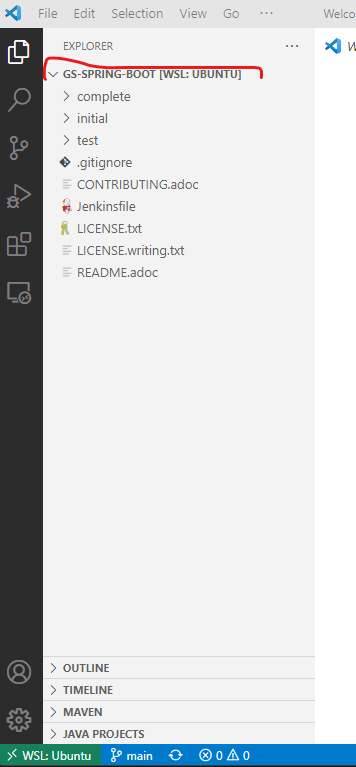 File Edit Selection View Go ··· Welco
EXPLORER ···
GS-SPRING-BOOT [WSL: UBUNTU]
complete
initial
test
.gitignore
CONTRIBUTING.adoc
Jenkinsfile
LICENSE.txt
LICENSE.writing.txt
README.adoc
OUTLINE
TIMELINE
MAVEN
JAVA PROJECTS
WSL: Ubuntu main 0 0